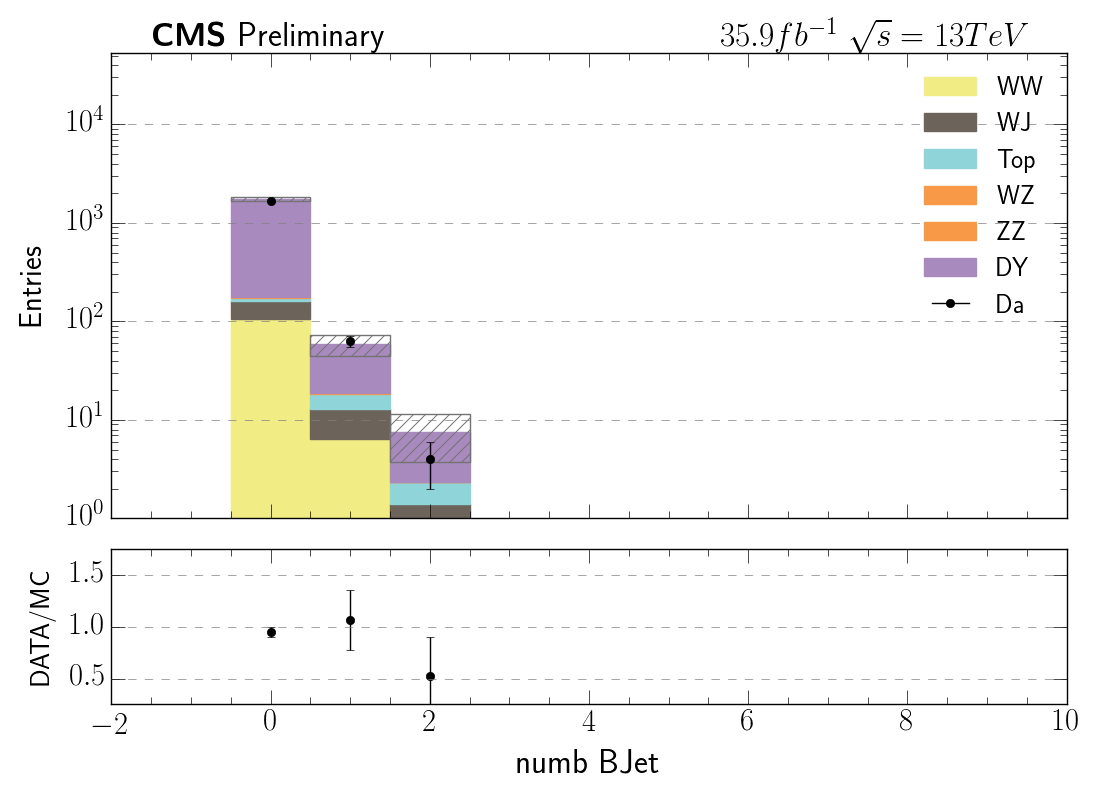 CMS Preliminary 35.9fb⁻¹ √s = 13TeV
Entries
10⁴
10³
10²
10¹
10⁰
WW
WJ
Top
WZ
ZZ
DY
Da
DATA/MC
1.5
1.0
0.5
−2 0 2 4 6 8 10
numb BJet